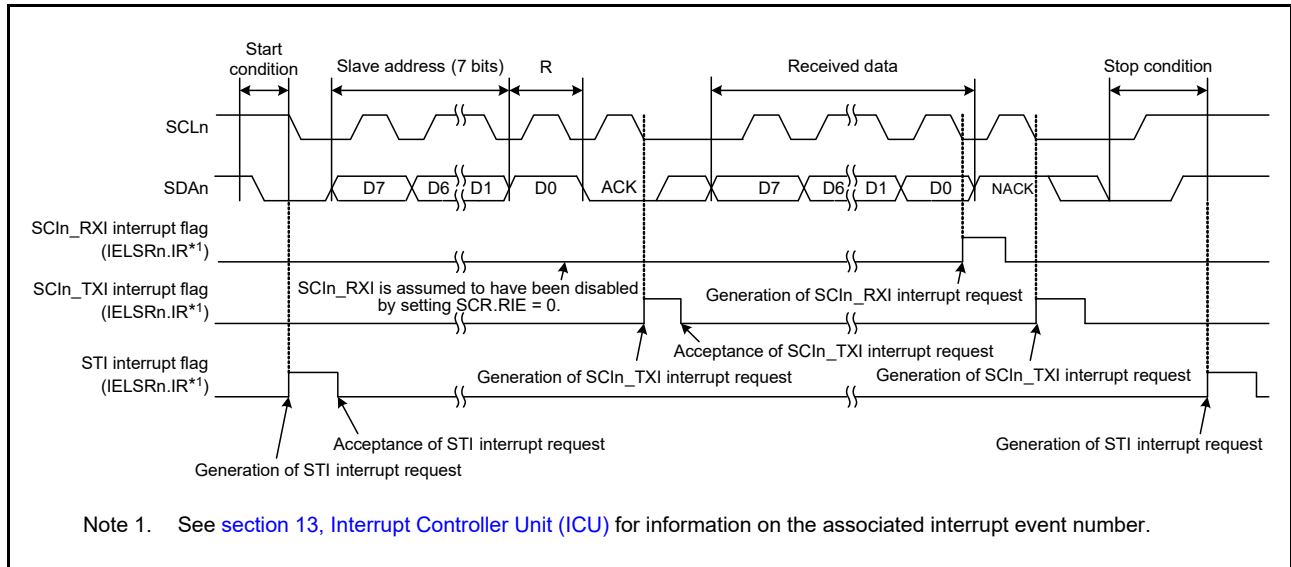 Start
condition
Slave address (7 bits)
R
Received data
Stop condition
SCLn
SDAn
D7
D6
D1
D0
ACK
D7
D6
D1
D0
NACK
SCIn_RXI interrupt flag
(IELSRn.IR*1)
SCIn_RXI is assumed to have been disabled
by setting SCR.RIE = 0.
Generation of SCIn_RXI interrupt request
SCIn_TXI interrupt flag
(IELSRn.IR*1)
Acceptance of SCIn_TXI interrupt request
Generation of SCIn_TXI interrupt request
Generation of SCIn_TXI interrupt request
STI interrupt flag
(IELSRn.IR*1)
Acceptance of STI interrupt request
Generation of STI interrupt request
Generation of STI interrupt request
Note 1. See section 13, Interrupt Controller Unit (ICU) for information on the associated interrupt event number.